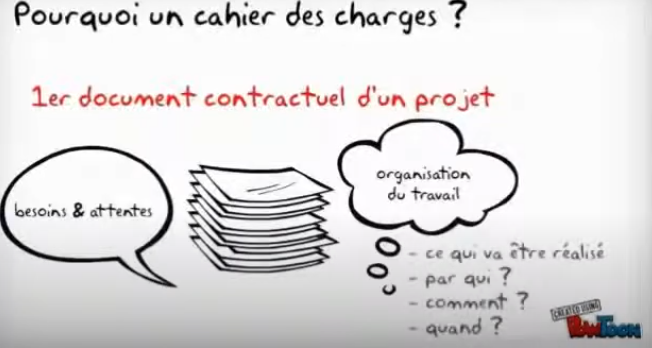 Pourquoi un cahier des charges ?
1er document contractuel d'un projet
besoins & attentes
organisation
du travail
- ce qui va être réalisé
- par qui ?
- comment ?
- quand ?
CREATED USING
POWTOON